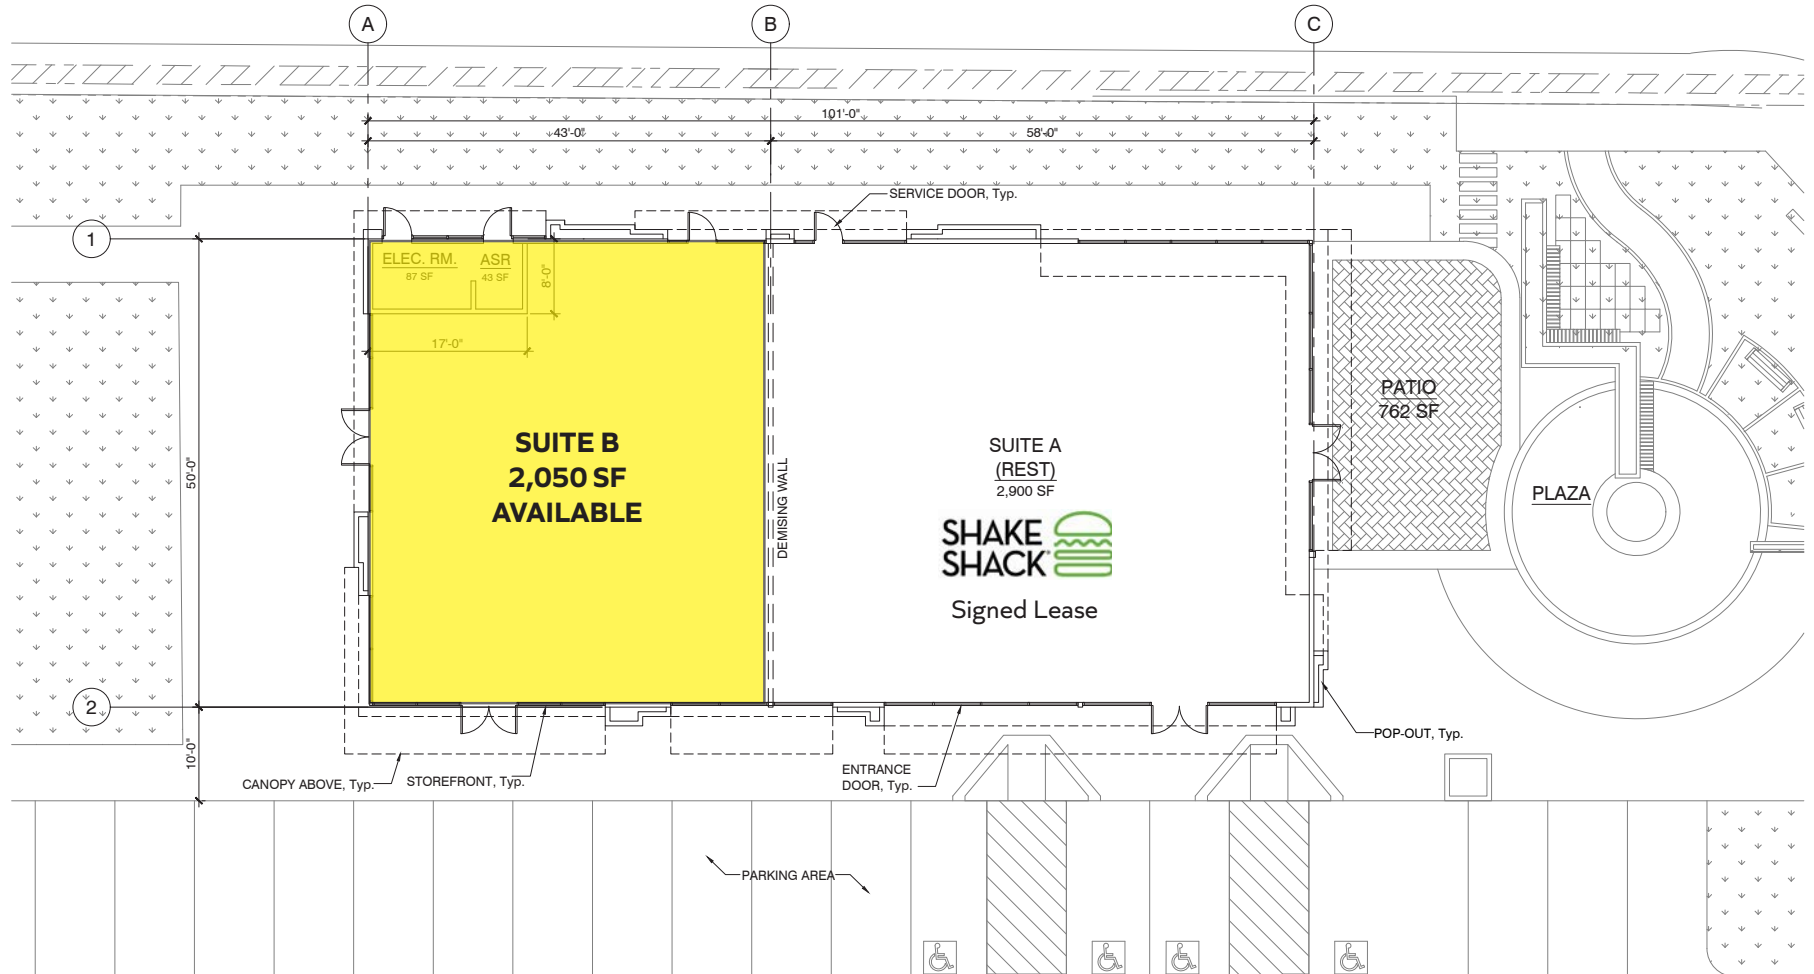 A
B
C
101'-0"
43'-0"
58'-0"
SERVICE DOOR, Typ.
1
ELEC. RM.
87 SF
ASR
43 SF
8'-0"
17'-0"
50'-0"
SUITE B
2,050 SF
AVAILABLE
DEMISING WALL
SUITE A
(REST)
2,900 SF
SHAKE
SHACK
Signed Lease
PATIO
762 SF
PLAZA
2
10'-0"
CANOPY ABOVE, Typ.
STOREFRONT, Typ.
ENTRANCE
DOOR, Typ.
POP-OUT, Typ.
PARKING AREA